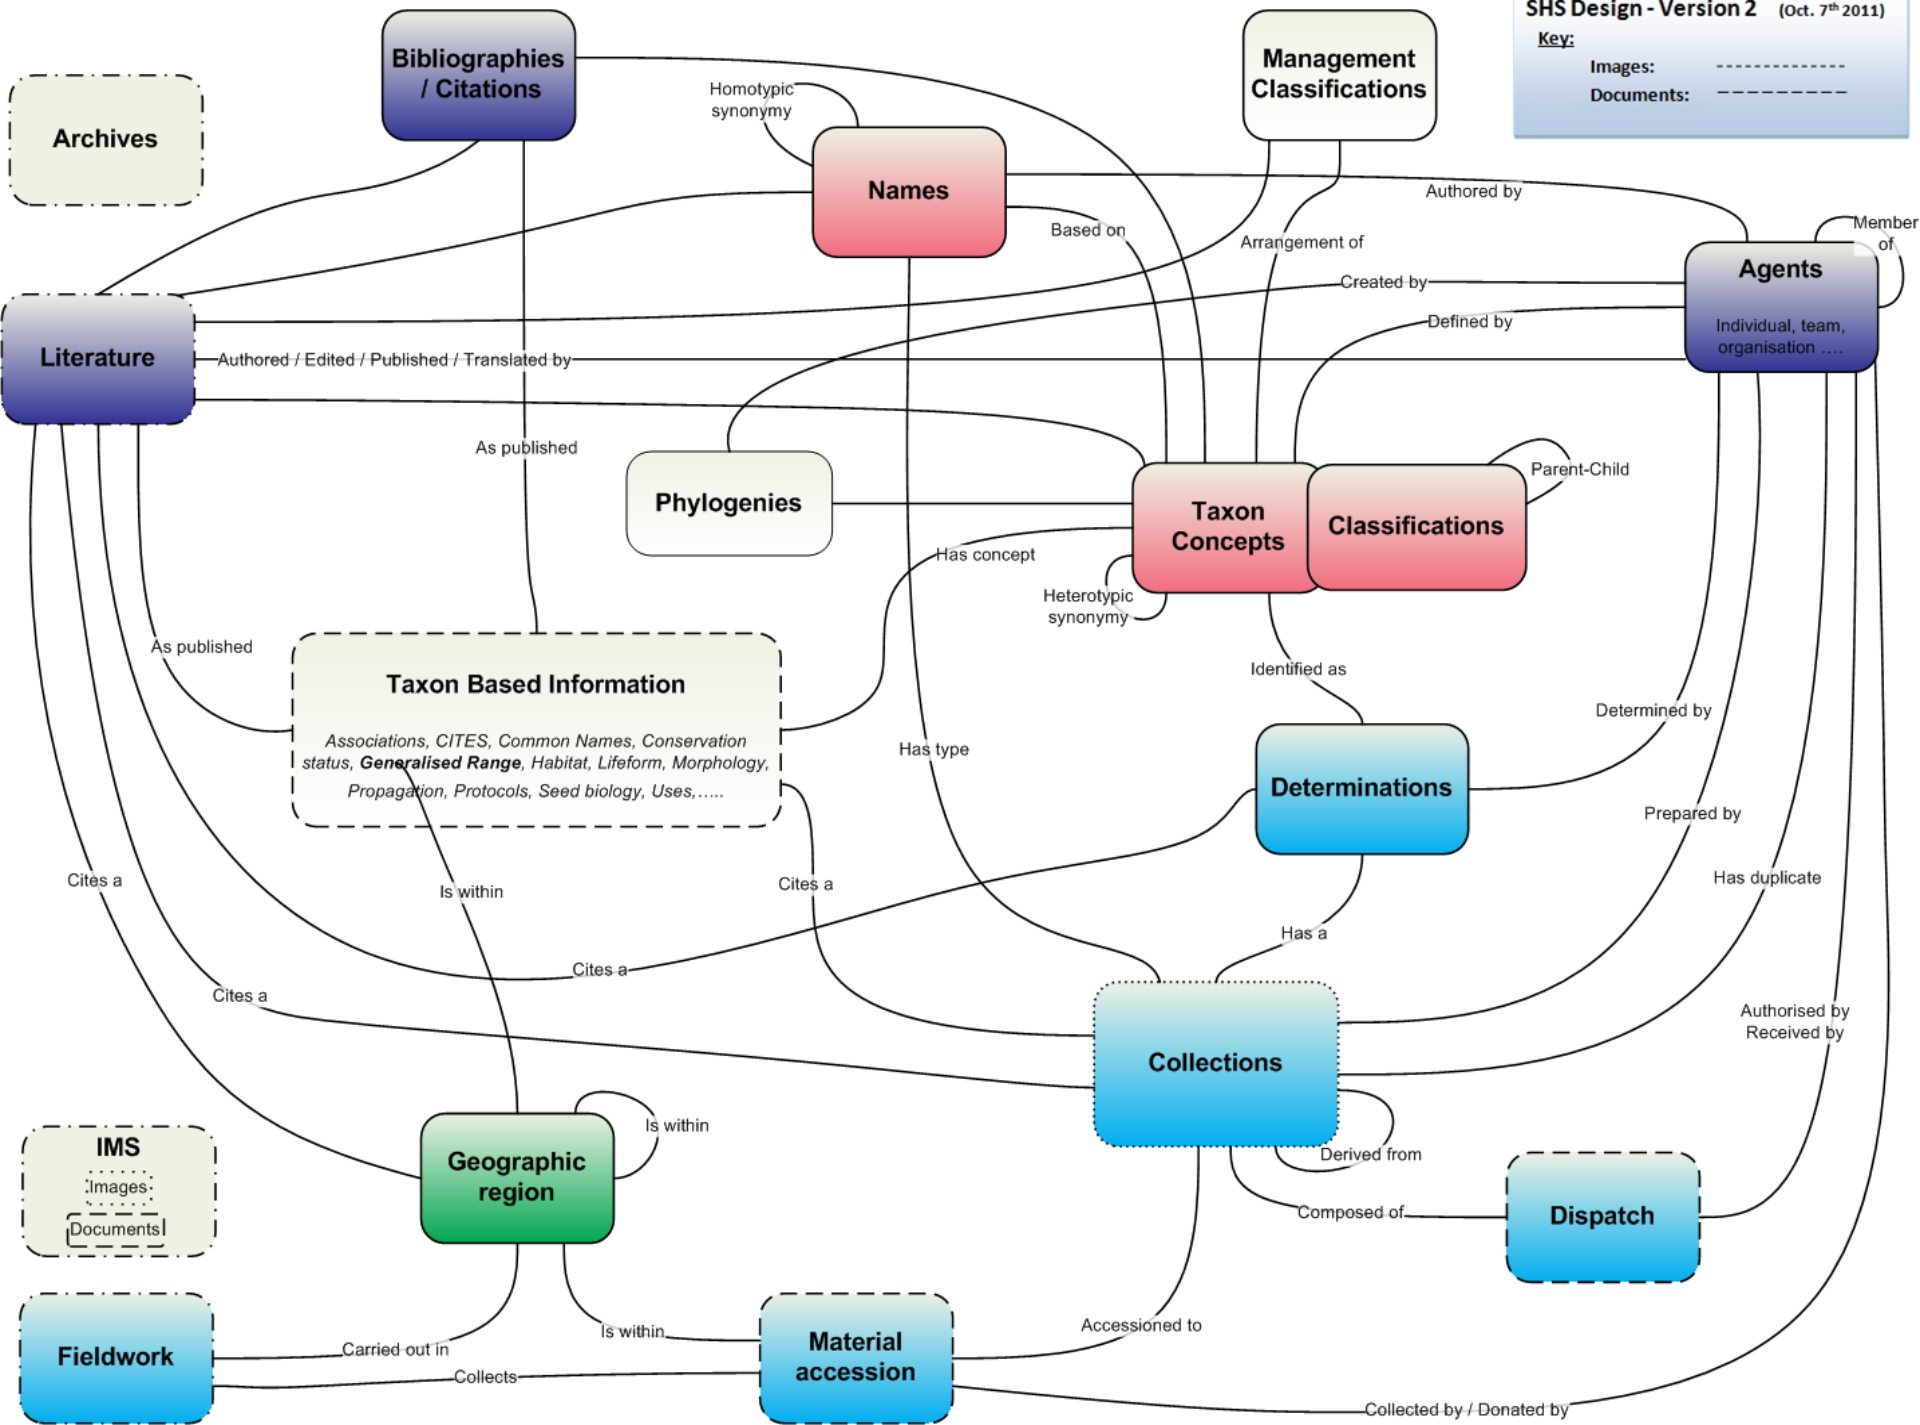 SHS Design - Version 2 (Oct. 7th 2011)
Key:
Images:
Documents:
Bibliographies
/ Citations
Management
Classifications
Archives
Homotypic
synonymy
Names
Authored by
Based on
Arrangement of
Member
of
Created by
Agents
Individual, team,
organisation ....
Defined by
Literature
Authored / Edited / Published / Translated by
As published
Phylogenies
Taxon
Concepts
Classifications
Parent-Child
Has concept
Heterotypic
synonymy
As published
Identified as
Taxon Based Information
Associations, CITES, Common Names, Conservation
status, Generalised Range, Habitat, Lifeform, Morphology,
Propagation, Protocols, Seed biology, Uses,.....
Has type
Determined by
Determinations
Prepared by
Cites a
Is within
Cites a
Has duplicate
Has a
Cites a
Cites a
Authorised by
Received by
Collections
Is within
Derived from
IMS
Images
Documents
Geographic
region
Composed of
Dispatch
Fieldwork
Carried out in
Is within
Collects
Material
accession
Accessioned to
Collected by / Donated by